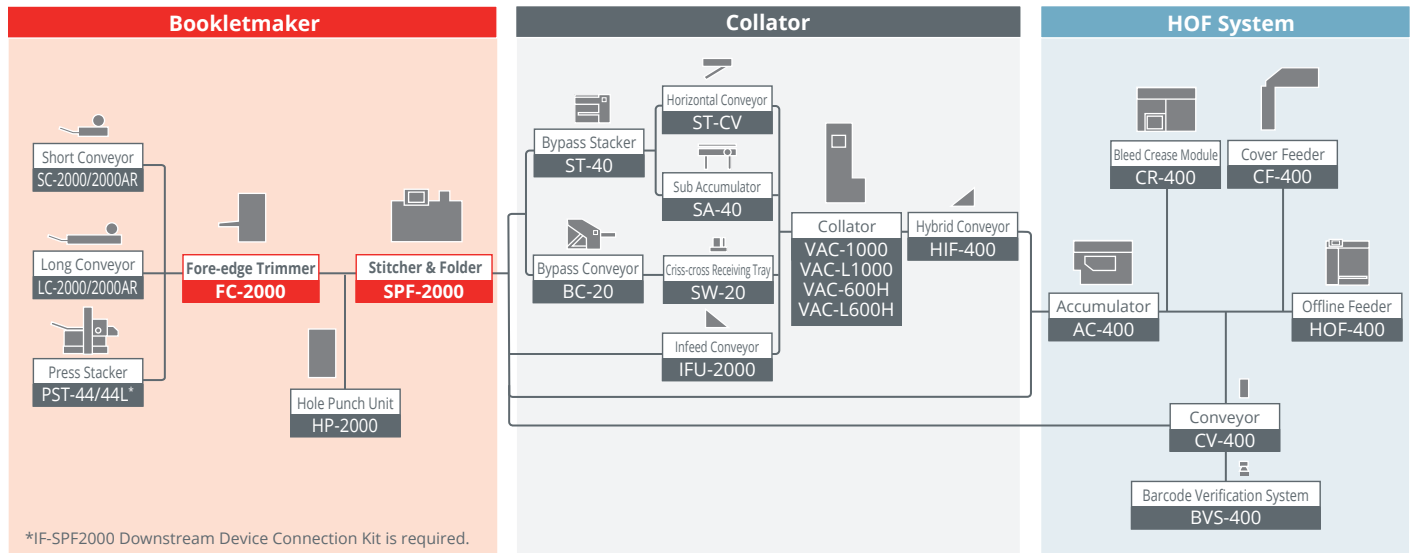 Bookletmaker
Short Conveyor
SC-2000/2000AR
Long Conveyor
LC-2000/2000AR
Press Stacker
PST-44/44L*
Fore-edge Trimmer
FC-2000
Stitcher & Folder
SPF-2000
Hole Punch Unit
HP-2000
*IF-SPF2000 Downstream Device Connection Kit is required.
Collator
Bypass Stacker
ST-40
Bypass Conveyor
BC-20
Horizontal Conveyor
ST-CV
Sub Accumulator
SA-40
Criss-cross Receiving Tray
SW-20
Infeed Conveyor
IFU-2000
Collator
VAC-1000
VAC-L1000
VAC-600H
VAC-L600H
Hybrid Conveyor
HIF-400
HOF System
Bleed Crease Module
CR-400
Cover Feeder
CF-400
Accumulator
AC-400
Offline Feeder
HOF-400
Conveyor
CV-400
Barcode Verification System
BVS-400